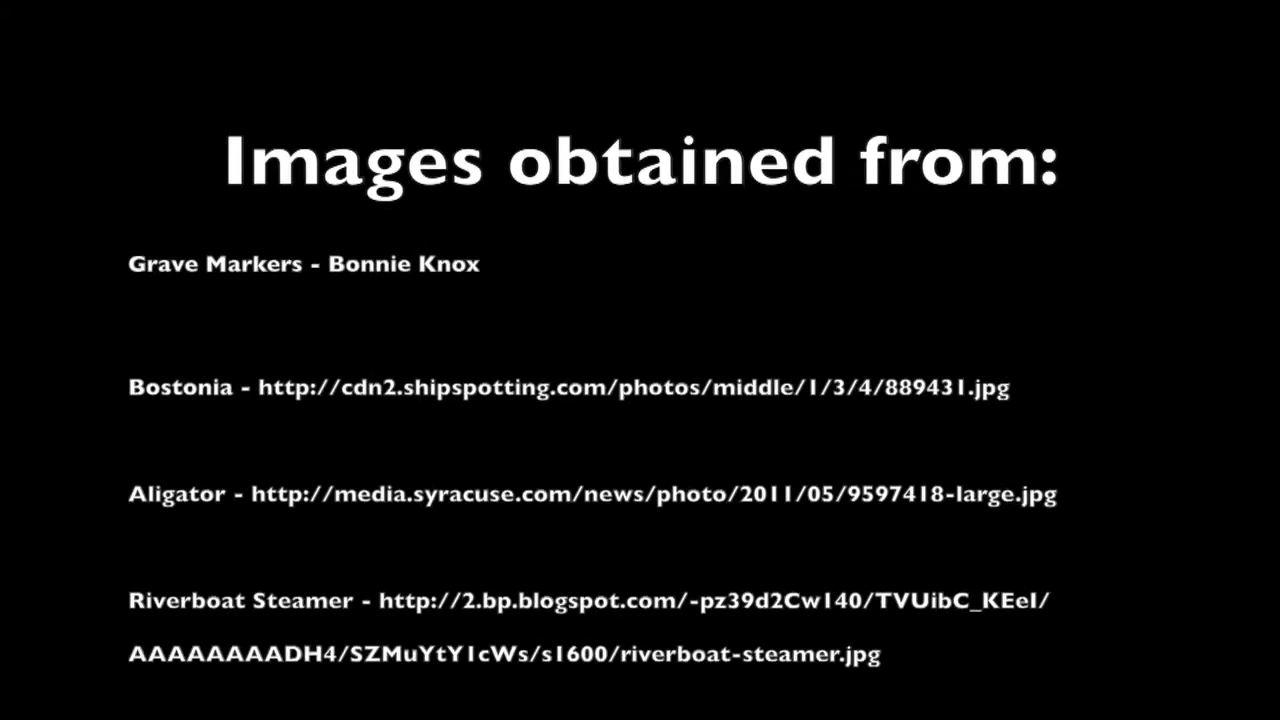 Images obtained from:
Grave Markers - Bonnie Knox
Bostonia - http://cdn2.shipspotting.com/photos/middle/1/3/4/889431.jpg
Aligator - http://media.syracuse.com/news/photo/2011/05/9597418-large.jpg
Riverboat Steamer - http://2.bp.blogspot.com/-pz39d2Cw140/TVUibC_KEeI/
AAAAAAAADH4/SZMuYtY1cWs/s1600/riverboat-steamer.jpg